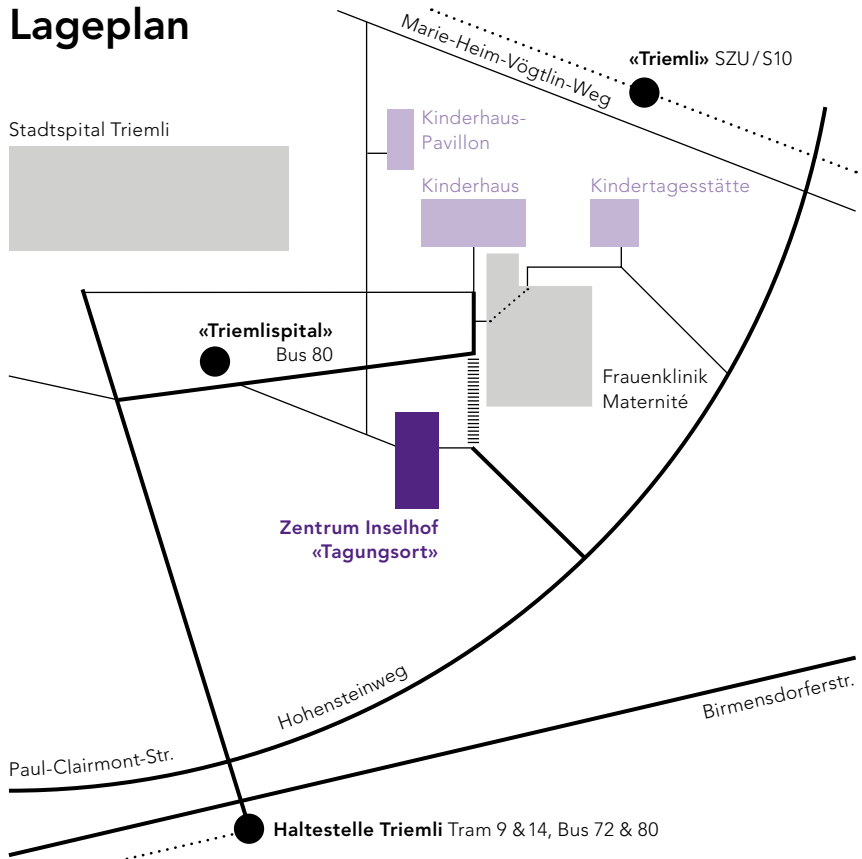 Lageplan
Marie-Heim-Vögtlin-Weg
«Triemli» SZU/S10
Stadtspital Triemli
Kinderhaus-
Pavillon
Kinderhaus
Kindertagesstätte
«Triemlispital»
Bus 80
Frauenklinik
Maternité
Zentrum Inselhof
«Tagungsort»
Hohensteinweg
Birmensdorferstr.
Paul-Clairmont-Str.
Haltestelle Triemli Tram 9 & 14, Bus 72 & 80